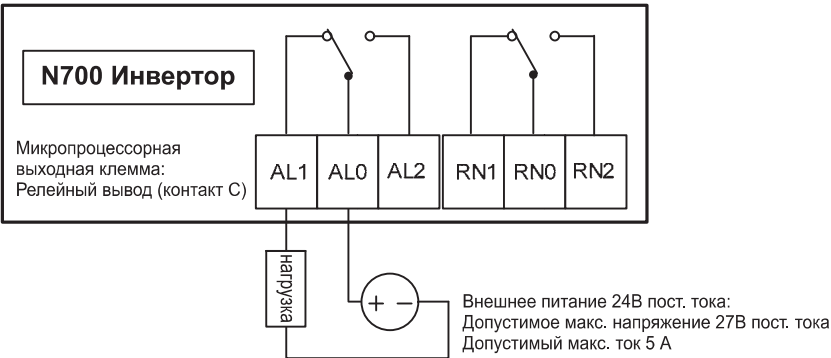 N700 Инвертор
Микропроцессорная
выходная клемма:
Релейный вывод (контакт С)
AL1 AL0 AL2 RN1 RN0 RN2
нагрузка
+ −
Внешнее питание 24В пост. тока:
Допустимое макс. напряжение 27В пост. тока
Допустимый макс. ток 5 А